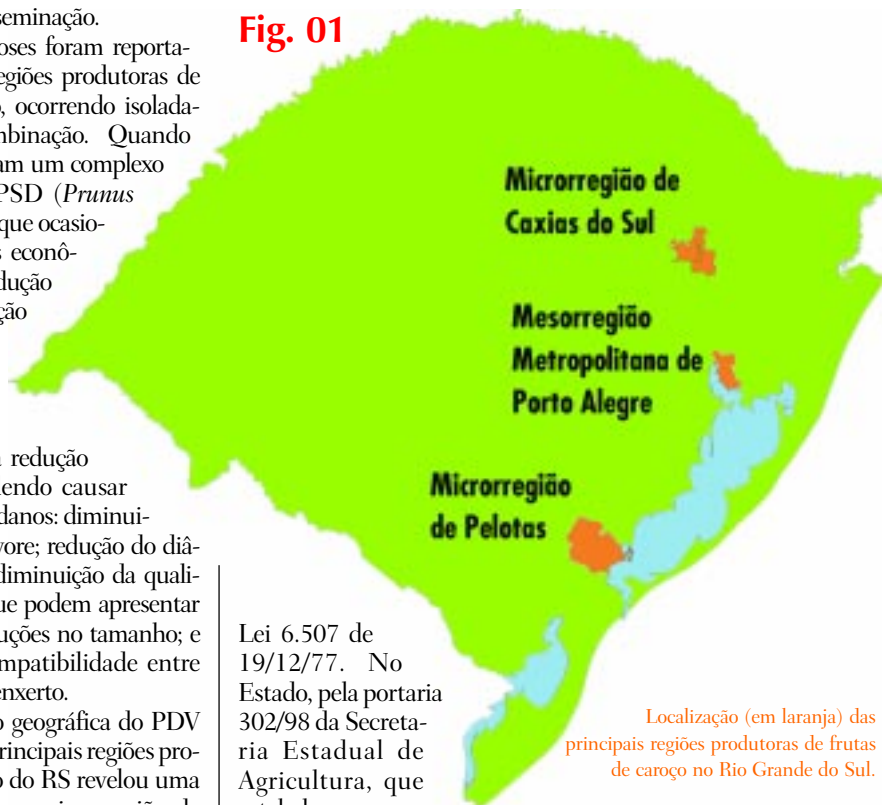 seminação.
oses foram reporta-
egiões produtoras de
, ocorrendo isolada-
mbinação. Quando
am um complexo
PSD (Prunus
que ocasio-
s econô-
dução
ção
redução
endo causar
danos: diminui-
vore; redução do diâ-
diminuição da quali-
ue podem apresentar
uções no tamanho; e
mpatibilidade entre
enxerto.
o geográfica do PDV
rincipais regiões pro-
o do RS revelou uma
Lei 6.507 de
19/12/77. No
Estado, pela portaria
302/98 da Secreta-
ria Estadual de
Agricultura, que
Fig. 01
Microrregião de
Caxias do Sul
Mesorregião
Metropolitana de
Porto Alegre
Microrregião
de Pelotas
Localização (em laranja) das
principais regiões produtoras de frutas
de caroço no Rio Grande do Sul.